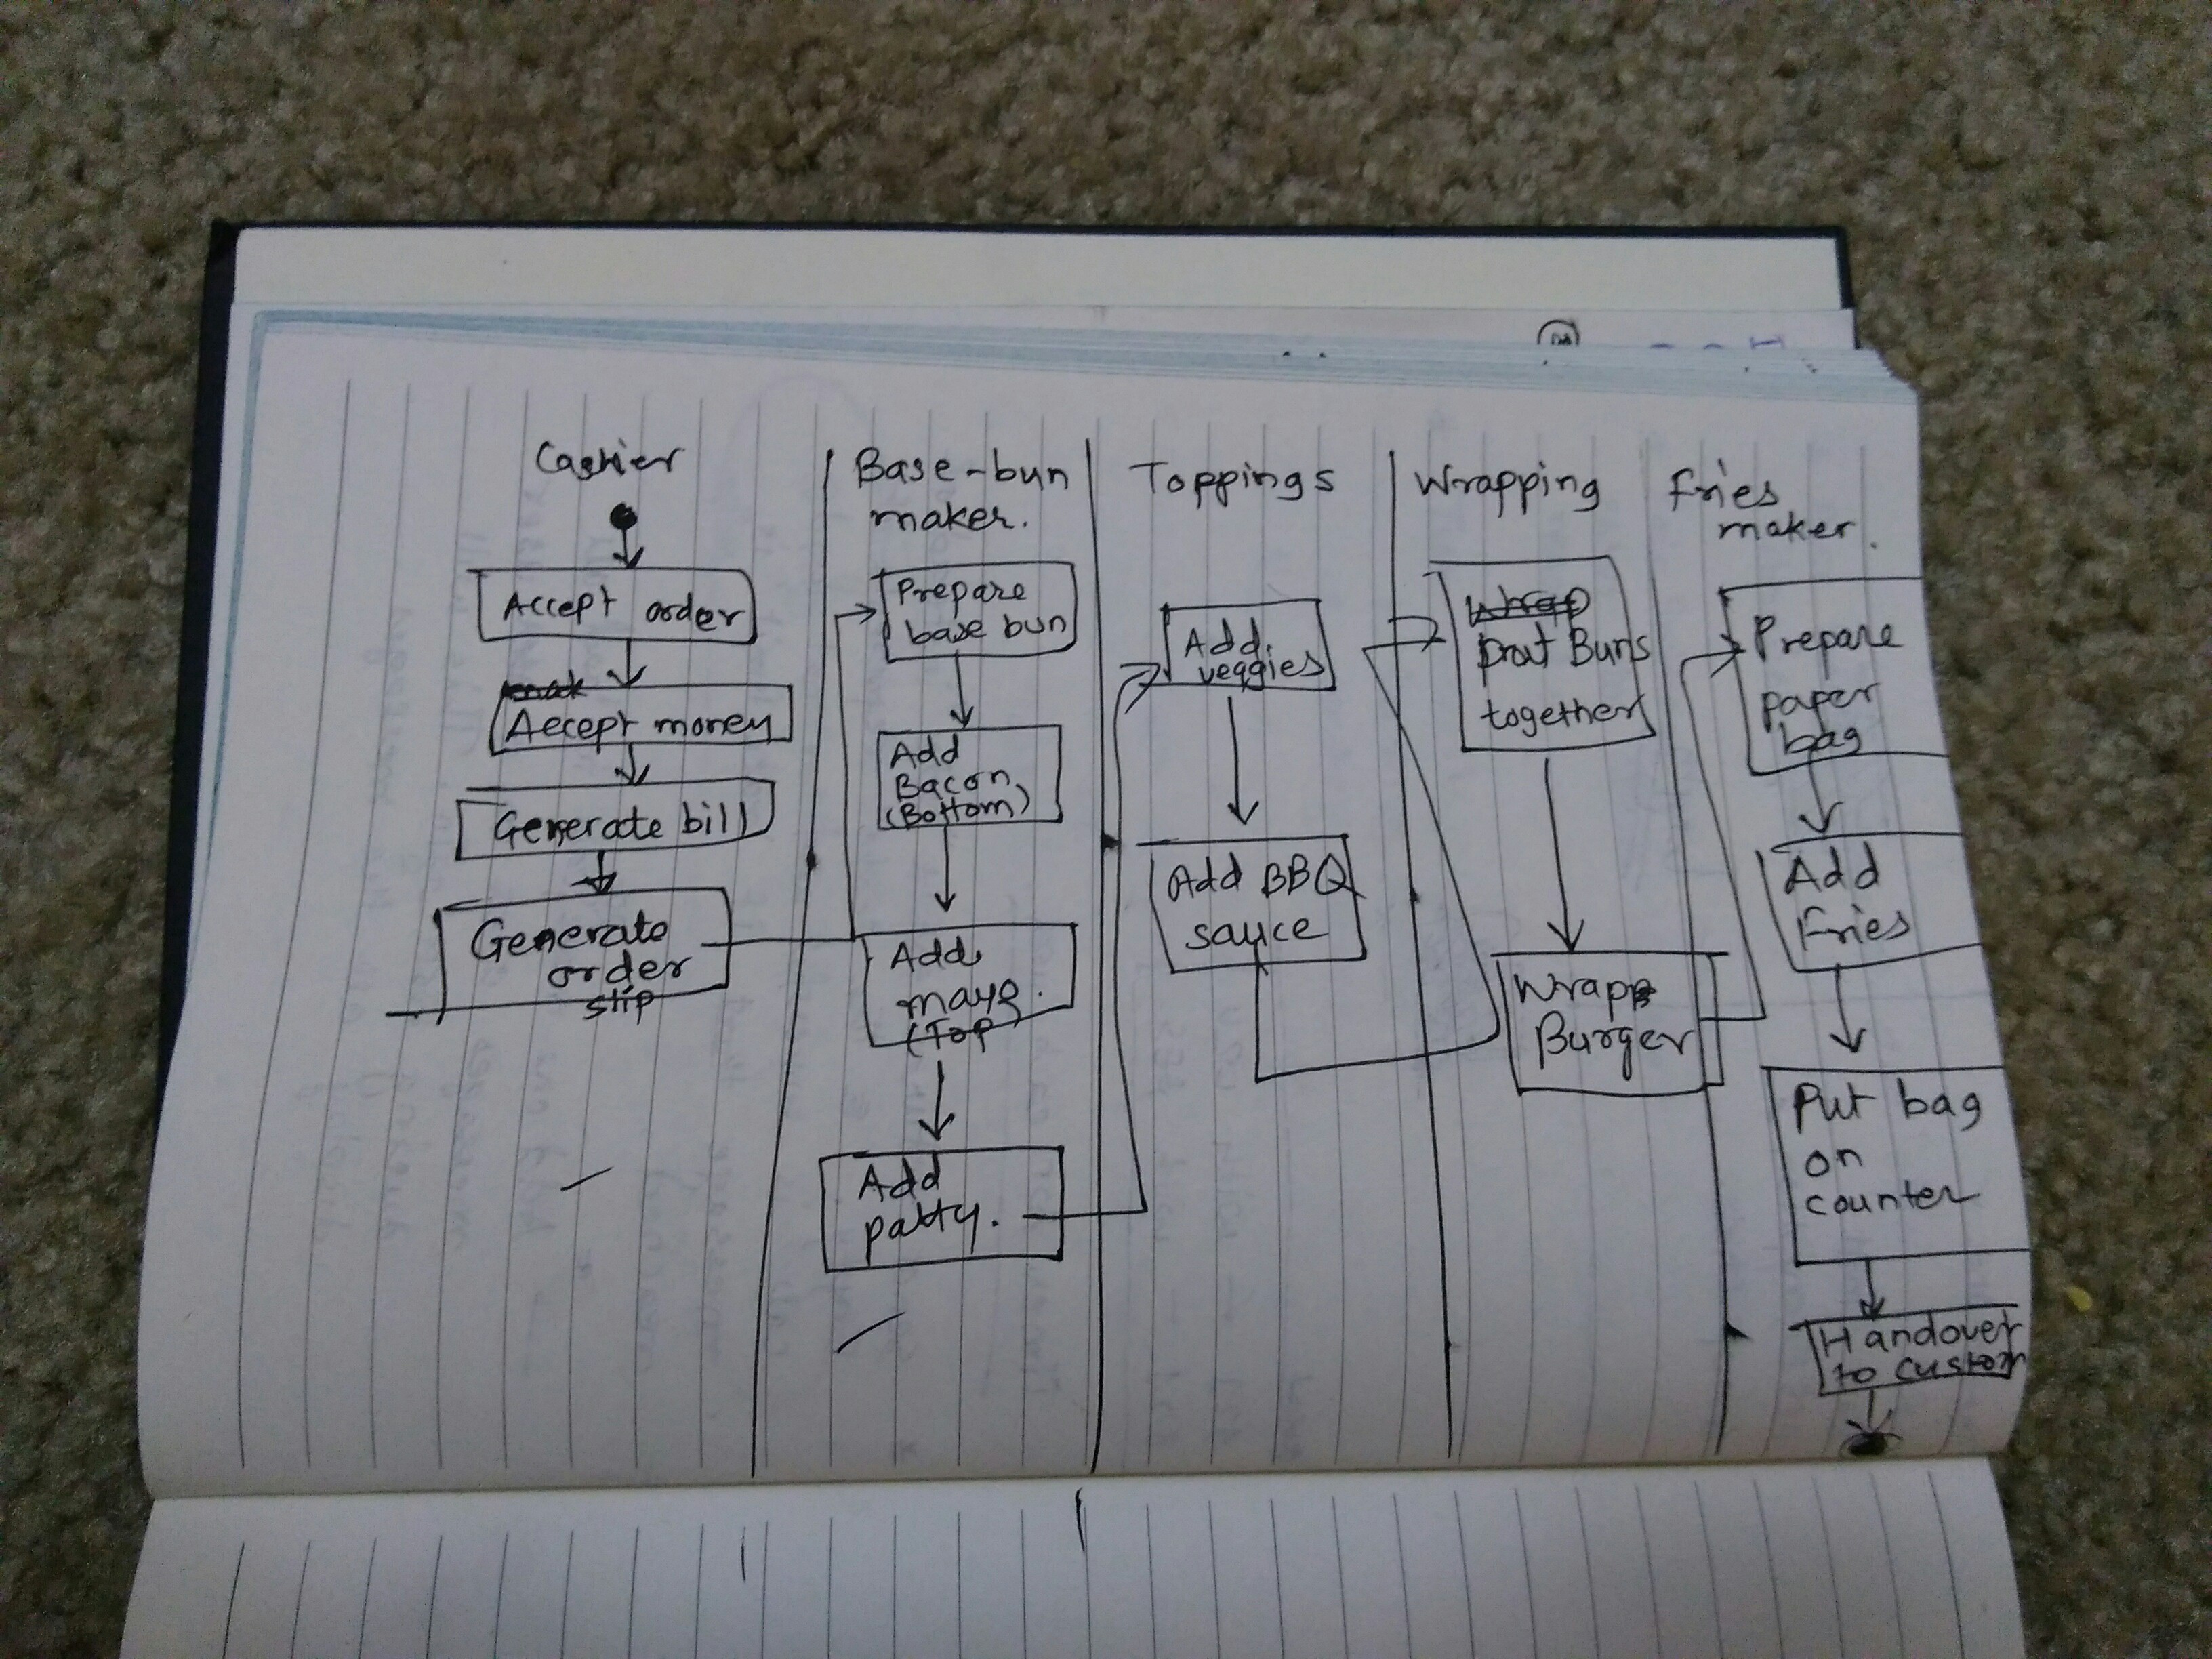 Cashier
Accept order
Accept money
Generate bill
Generate
order
slip
Base-bun
maker.
Prepare
base bun
Add
Bacon
(Bottom)
Add
mayo.
(Top)
Add
patty.
Toppings
Add
veggies
Add BBQ
sauce
Wrapping
Wrap
Buns
together
Wrapp
Burger
Fries
maker.
Prepare
paper
bag
Add
Fries
Put bag
on
counter
Handover
to custom